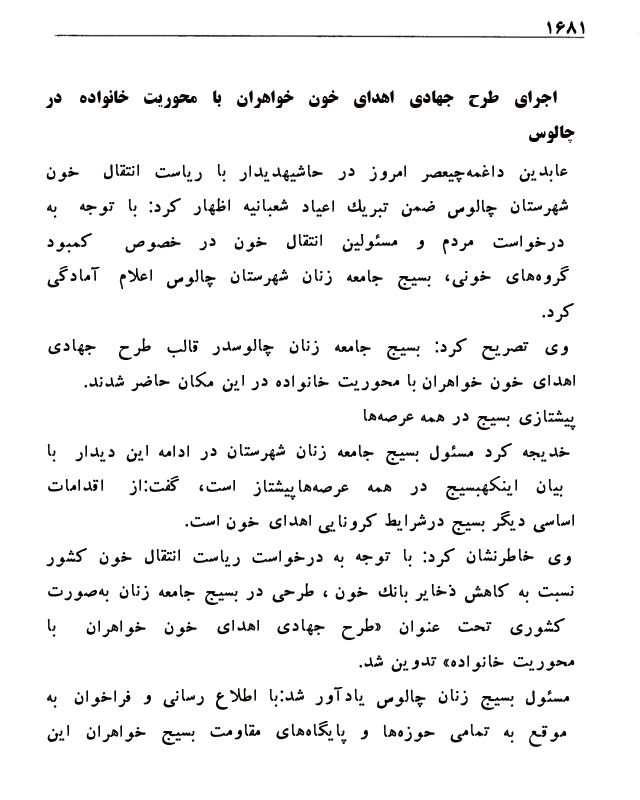 ۱۶۸۱
اجرای طرح جهادی اهدای خون خواهران با محوریت خانواده در
چالوس
عابدین داغمه‌چیعصر امروز در حاشیهدیدار با ریاست انتقال خون
شهرستان چالوس ضمن تبریك اعیاد شعبانیه اظهار کرد: با توجه به
درخواست مردم و مسئولین انتقال خون در خصوص کمبود
گروه‌های خونی، بسیج جامعه زنان شهرستان چالوس اعلام آمادگی
کرد.
وی تصریح کرد: بسیج جامعه زنان چالوسدر قالب طرح جهادی
اهدای خون خواهران با محوریت خانواده در این مکان حاضر شدند.
پیشتازی بسیج در همه عرصه‌ها
خدیجه کرد مسئول بسیج جامعه زنان شهرستان در ادامه این دیدار با
بیان اینکهبسیج در همه عرصه‌هاپیشتاز است، گفت:از اقدامات
اساسی دیگر بسیج درشرایط کرونایی اهدای خون است.
وی خاطرنشان کرد: با توجه به درخواست ریاست انتقال خون کشور
نسبت به کاهش ذخایر بانك خون ، طرحی در بسیج جامعه زنان به‌صورت
کشوری تحت عنوان «طرح جهادی اهدای خون خواهران با
محوریت خانواده» تدوین شد.
مسئول بسیج زنان چالوس یادآور شد:با اطلاع رسانی و فراخوان به
موقع به تمامی حوزه‌ها و پایگاه‌های مقاومت بسیج خواهران این